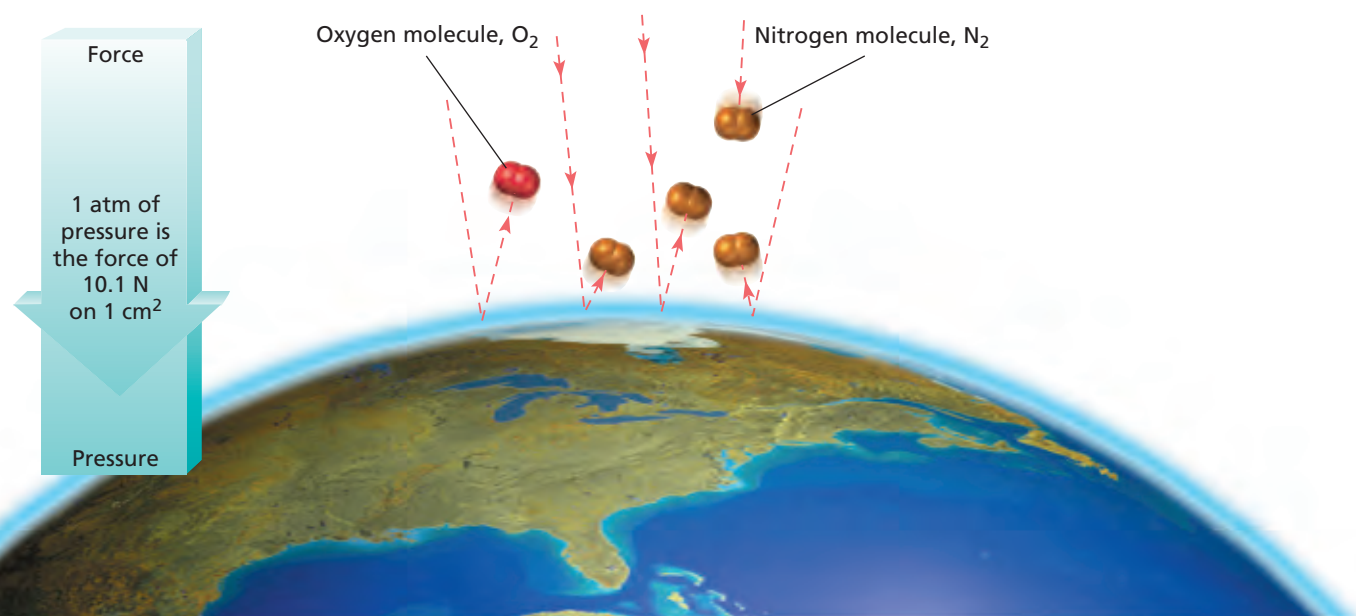 Force
1 atm of
pressure is
the force of
10.1 N
on 1 cm²
Pressure
Oxygen molecule, O₂
Nitrogen molecule, N₂